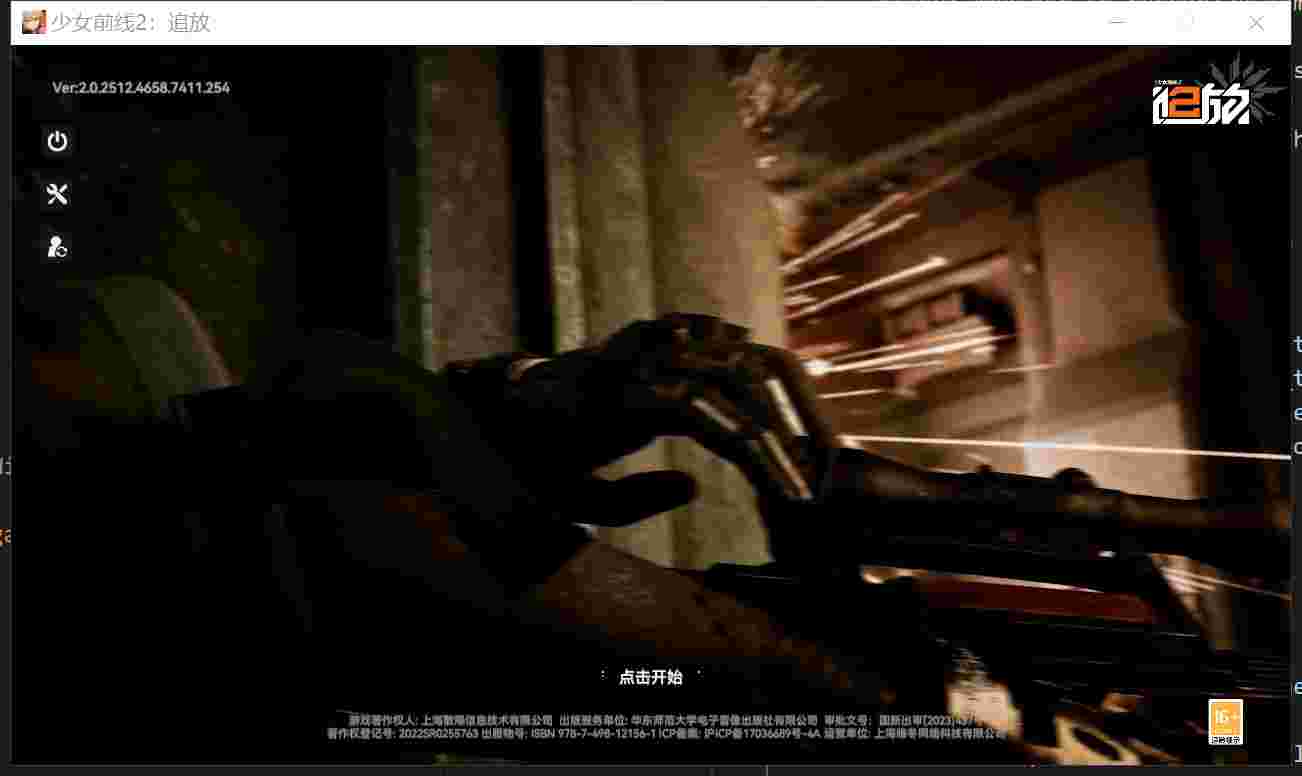 少女前线2：追放
Ver:2.0.2512.4658.7411.254
追放
点击开始
游戏著作权人: 上海散爆信息技术有限公司 出版服务单位: 华东师范大学电子音像出版社有限公司 审批文号: 国新出审[2023]
著作权登记号: 2022SR0255763 出版物号: ISBN 978-7-498-12156-1 ICP备案: 沪ICP备17036689号-4A 运营单位: 上海暝冬网络科技有限公司
16+
适龄提示